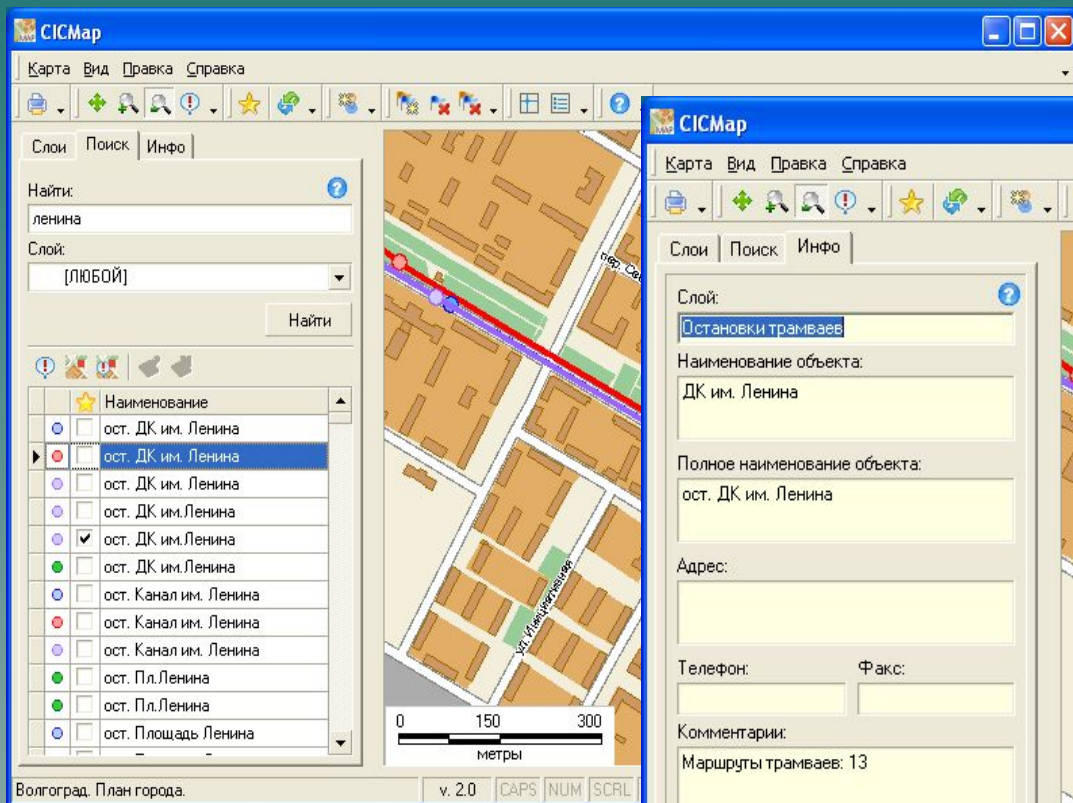 CICMap
Карта Вид Правка Справка
Слои Поиск Инфо
Найти:
ленина
Слой:
[ЛЮБОЙ]
Найти
Наименование
ост. ДК им. Ленина
ост. ДК им. Ленина
ост. ДК им. Ленина
ост. ДК им.Ленина
ост. ДК им.Ленина
ост. ДК им.Ленина
ост. Канал им. Ленина
ост. Канал им. Ленина
ост. Канал им. Ленина
ост. Пл.Ленина
ост. Пл.Ленина
ост. Площадь Ленина
пер.
ул. Инициативная
0 150 300
метры
Волгоград. План города.
v. 2.0 CAPS NUM SCRL
CICMap
Карта Вид Правка Справка
Слои Поиск Инфо
Слой:
Остановки трамваев
Наименование объекта:
ДК им. Ленина
Полное наименование объекта:
ост. ДК им. Ленина
Адрес:
Телефон: Факс:
Комментарии:
Маршруты трамваев: 13